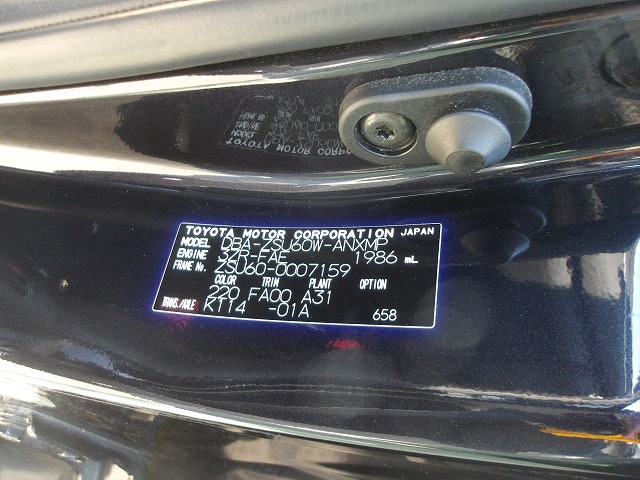 TOYOTA MOTOR CORPORATION JAPAN
MODEL DBA-ZSU60W-ANXMP
ENGINE 3ZR-FAE 1986 mL
FRAME No. ZSU60-0007159
COLOR TRIM PLANT OPTION
220 FA00 A31
TRANS./AXLE K114 -01A 658